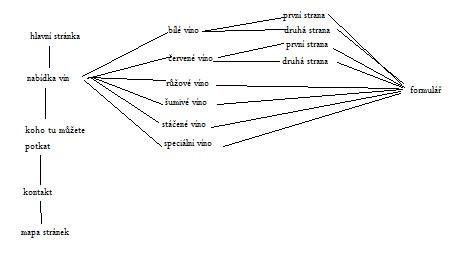 hlavní stránka
nabídka vín
koho tu můžete
potkat
kontakt
mapa stránek
bílé víno
červené víno
růžové víno
šumivé víno
stáčené víno
speciální víno
první strana
druhá strana
první strana
druhá strana
formulář